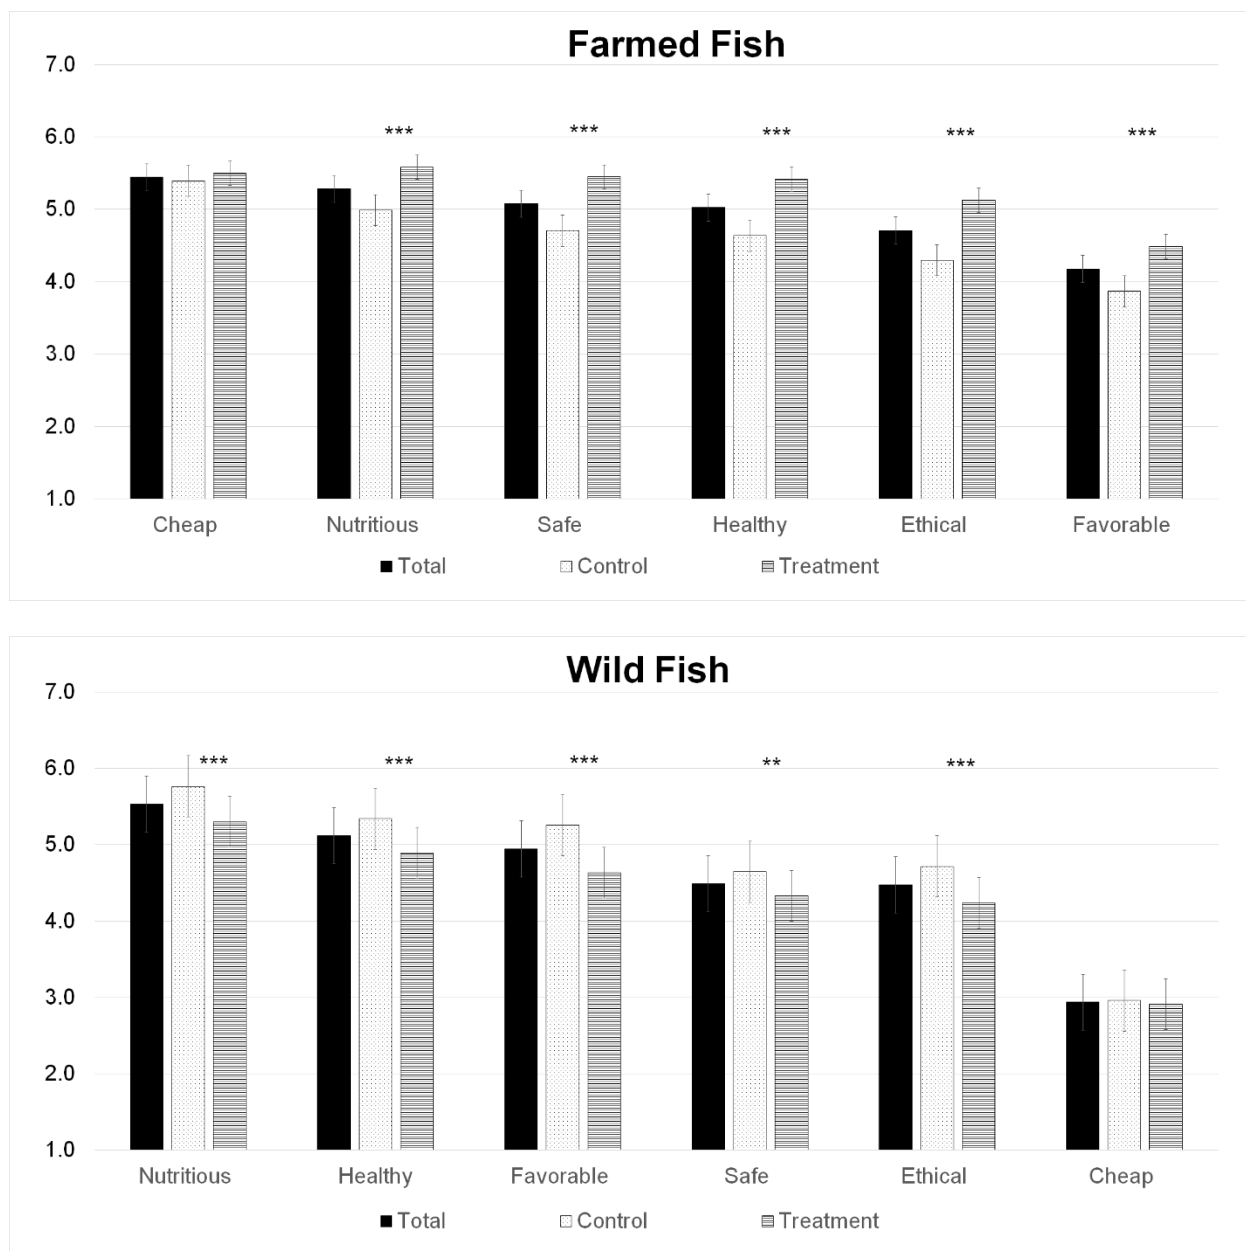 Farmed Fish
7.0
6.0
5.0
4.0
3.0
2.0
1.0
*** *** *** *** ***
Cheap Nutritious Safe Healthy Ethical Favorable
Total Control Treatment
Wild Fish
7.0
6.0
5.0
4.0
3.0
2.0
1.0
*** *** *** ** ***
Nutritious Healthy Favorable Safe Ethical Cheap
Total Control Treatment